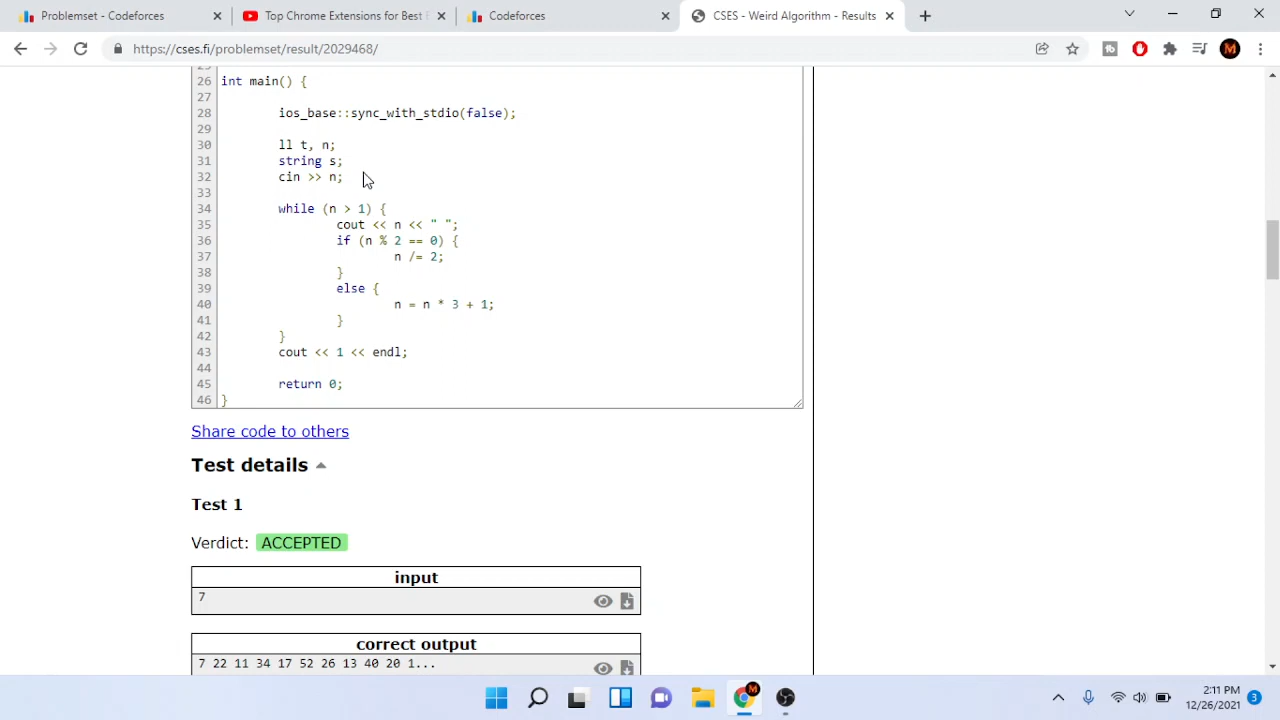 Problemset - Codeforces
Top Chrome Extensions for Best E
Codeforces
CSES - Weird Algorithm - Results
https://cses.fi/problemset/result/2029468/
M
26 int main() {
27
28 ios_base::sync_with_stdio(false);
29
30 ll t, n;
31 string s;
32 cin >> n;
33
34 while (n > 1) {
35 cout << n << " ";
36 if (n % 2 == 0) {
37 n /= 2;
38 }
39 else {
40 n = n * 3 + 1;
41 }
42 }
43 cout << 1 << endl;
44
45 return 0;
46 }
Share code to others
Test details
Test 1
Verdict: ACCEPTED
input
7
correct output
7 22 11 34 17 52 26 13 40 20 1...
M
2:11 PM
12/26/2021
3